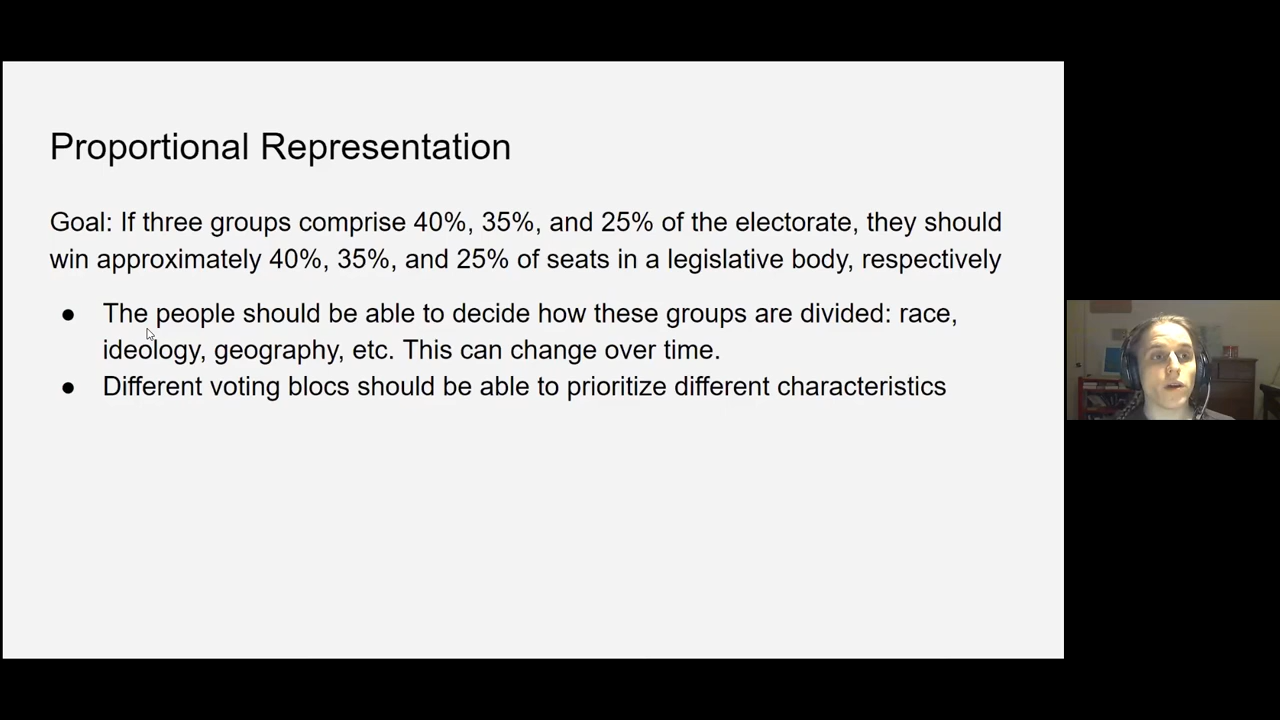 Proportional Representation
Goal: If three groups comprise 40%, 35%, and 25% of the electorate, they should
win approximately 40%, 35%, and 25% of seats in a legislative body, respectively
● The people should be able to decide how these groups are divided: race,
ideology, geography, etc. This can change over time.
● Different voting blocs should be able to prioritize different characteristics